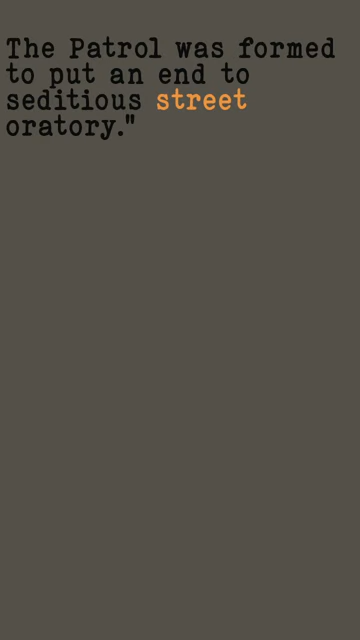 The Patrol was formed
to put an end to
seditious street
oratory."